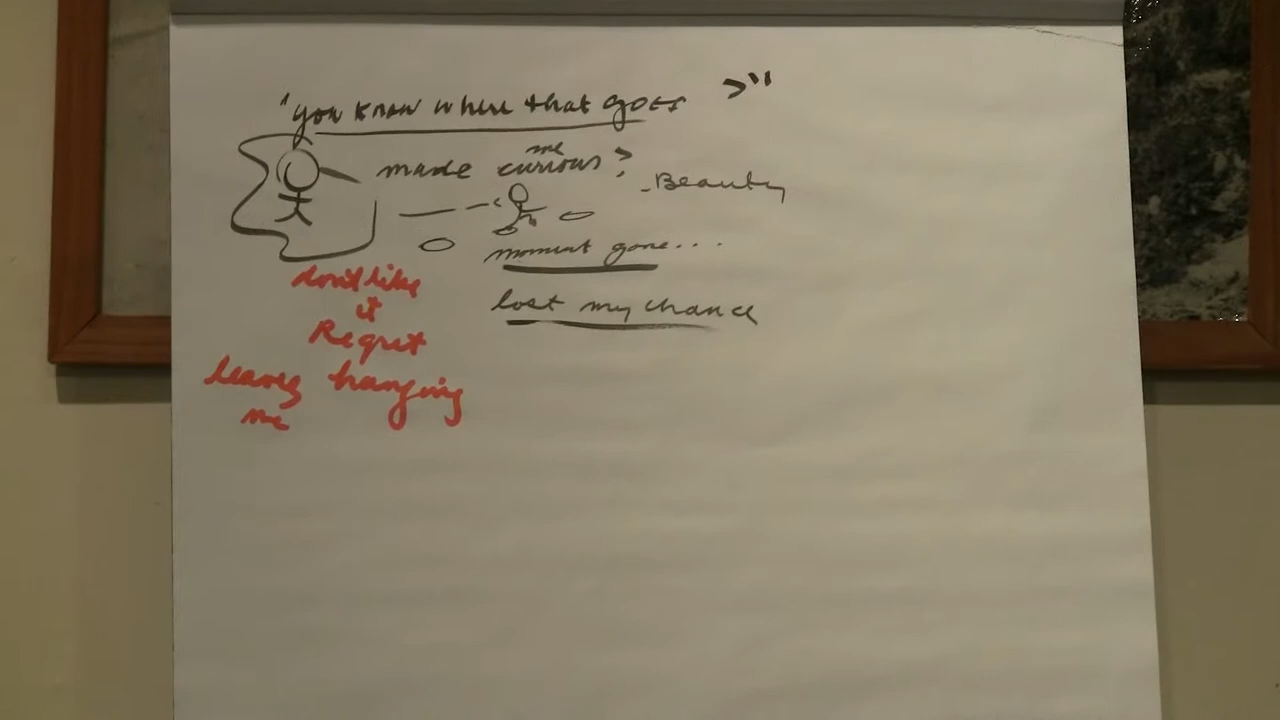 "you know where that goes ?"
made me curious?
- Beauty
moment gone...
lost my chance
don't like
it
Regret
leaves hanging
me